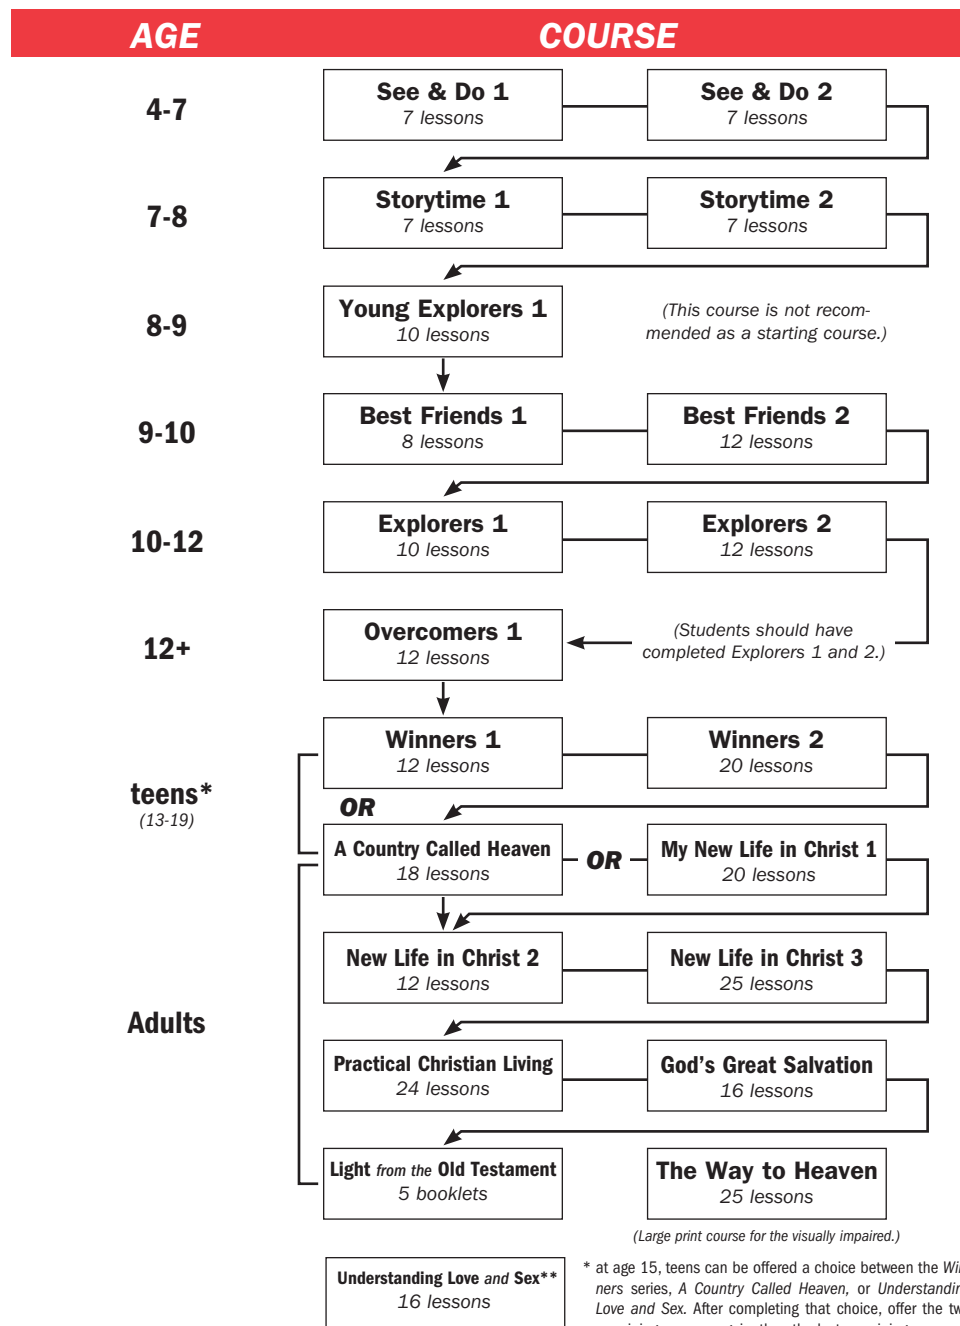 AGE COURSE
4-7
See & Do 1
7 lessons
See & Do 2
7 lessons
7-8
Storytime 1
7 lessons
Storytime 2
7 lessons
8-9
Young Explorers 1
10 lessons
(This course is not recom-
mended as a starting course.)
9-10
Best Friends 1
8 lessons
Best Friends 2
12 lessons
10-12
Explorers 1
10 lessons
Explorers 2
12 lessons
12+
Overcomers 1
12 lessons
(Students should have
completed Explorers 1 and 2.)
teens*
(13-19)
Winners 1
12 lessons
Winners 2
20 lessons
OR
A Country Called Heaven
18 lessons
OR
My New Life in Christ 1
20 lessons
Adults
New Life in Christ 2
12 lessons
New Life in Christ 3
25 lessons
Practical Christian Living
24 lessons
God's Great Salvation
16 lessons
Light from the Old Testament
5 booklets
The Way to Heaven
25 lessons
(Large print course for the visually impaired.)
Understanding Love and Sex**
16 lessons
* at age 15, teens can be offered a choice between the Win
ners series, A Country Called Heaven, or Understandin
Love and Sex. After completing that choice, offer the tw